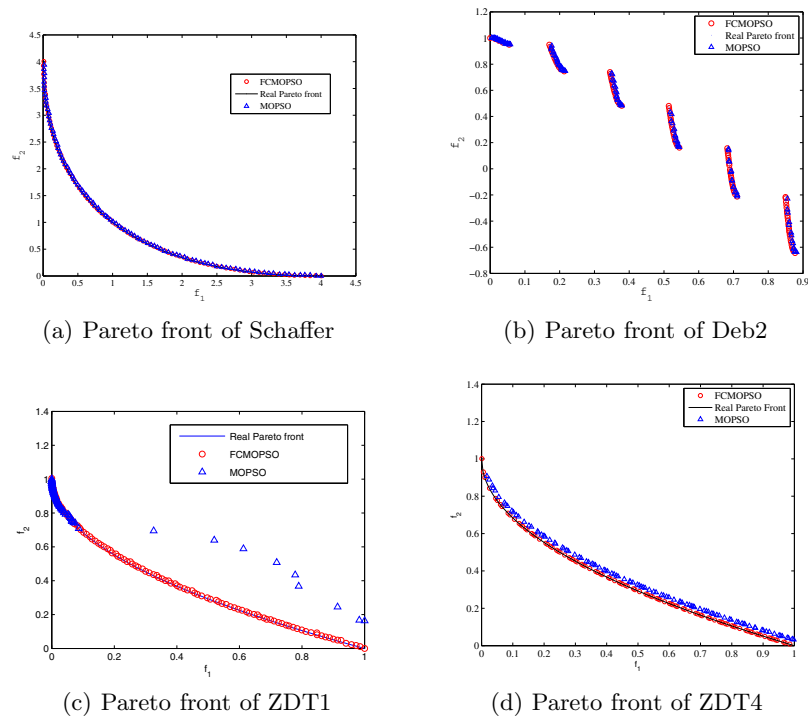 4.5
4
3.5
3
2.5
2
1.5
1
0.5
0
0 0.5 1 1.5 2 2.5 3 3.5 4 4.5
f2
f1
FCMOPSO
Real Pareto front
MOPSO
(a) Pareto front of Schaffer
1.2
1
0.8
0.6
0.4
0.2
0
−0.2
−0.4
−0.6
−0.8
0 0.1 0.2 0.3 0.4 0.5 0.6 0.7 0.8 0.9
f2
f1
FCMOPSO
Real Pareto front
MOPSO
(b) Pareto front of Deb2
1.4
1.2
1
0.8
0.6
0.4
0.2
0
0 0.2 0.4 0.6 0.8 1
f2
f1
Real Pareto front
FCMOPSO
MOPSO
(c) Pareto front of ZDT1
1.4
1.2
1
0.8
0.6
0.4
0.2
0
0 0.1 0.2 0.3 0.4 0.5 0.6 0.7 0.8 0.9 1
f2
f1
FCMOPSO
Real Pareto Front
MOPSO
(d) Pareto front of ZDT4